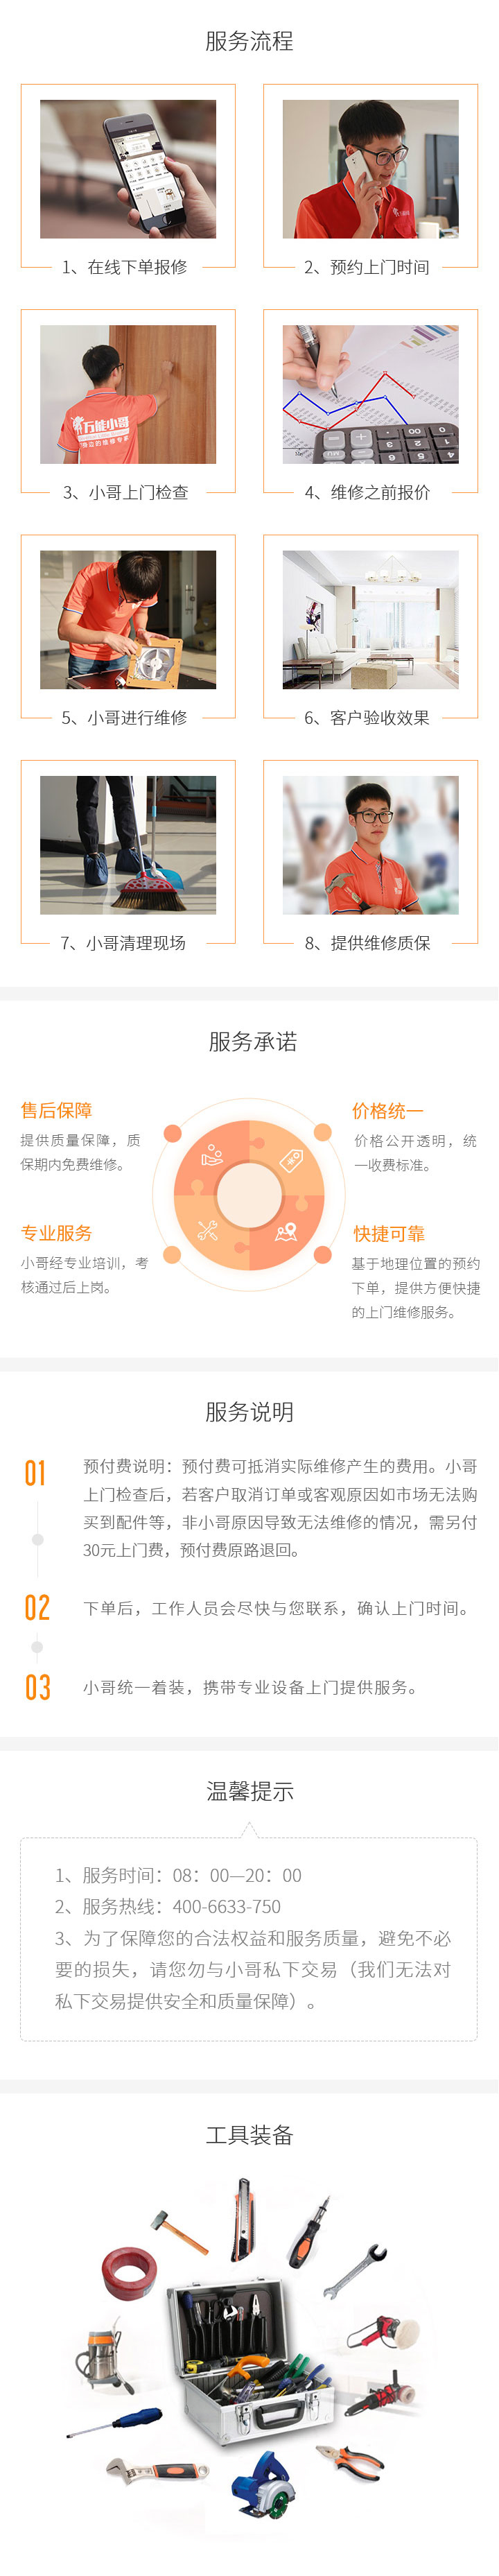 服务流程
1、在线下单报修
2、预约上门时间
万能小哥
身边的维修专家
3、小哥上门检查
4、维修之前报价
5、小哥进行维修
6、客户验收效果
7、小哥清理现场
8、提供维修质保
服务承诺
售后保障
提供质量保障，质
保期内免费维修。
价格统一
价格公开透明，统
一收费标准。
专业服务
小哥经专业培训，考
核通过后上岗。
快捷可靠
基于地理位置的预约
下单，提供方便快捷
的上门维修服务。
服务说明
01
预付费说明：预付费可抵消实际维修产生的费用。小哥
上门检查后，若客户取消订单或客观原因如市场无法购
买到配件等，非小哥原因导致无法维修的情况，需另付
30元上门费，预付费原路退回。
02
下单后，工作人员会尽快与您联系，确认上门时间。
03
小哥统一着装，携带专业设备上门提供服务。
温馨提示
1、服务时间：08：00—20：00
2、服务热线：400-6633-750
3、为了保障您的合法权益和服务质量，避免不必
要的损失，请您勿与小哥私下交易（我们无法对
私下交易提供安全和质量保障）。
工具装备